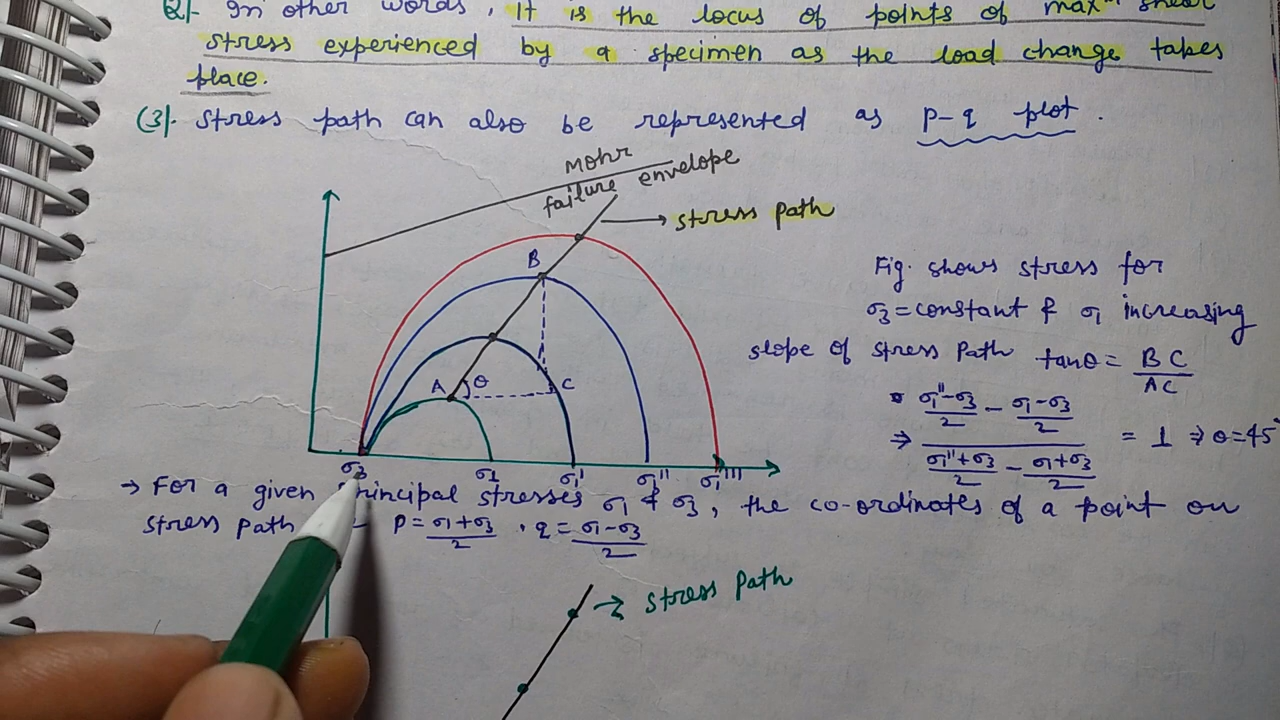 (2). In other words, it is the locus of points of maxᵐ shear
stress experienced by a specimen as the load change takes
place.
(3). Stress path can also be represented as p-q plot.
Mohr
failure envelope
→ stress path
B
A
θ
C
Fig. shows stress for
σ3 = constant & σ1 increasing
slope of stress path tanθ = BC/AC
⇒ ((σ1''-σ3)/2 - (σ1-σ3)/2) / ((σ1''+σ3)/2 - (σ1+σ3)/2) = 1 ⇒ θ=45°
σ3 σ1 σ1' σ1'' σ1'''
→ For a given principal stresses σ1 & σ3, the co-ordinates of a point on
stress path P = (σ1+σ3)/2, q = (σ1-σ3)/2
→ stress path